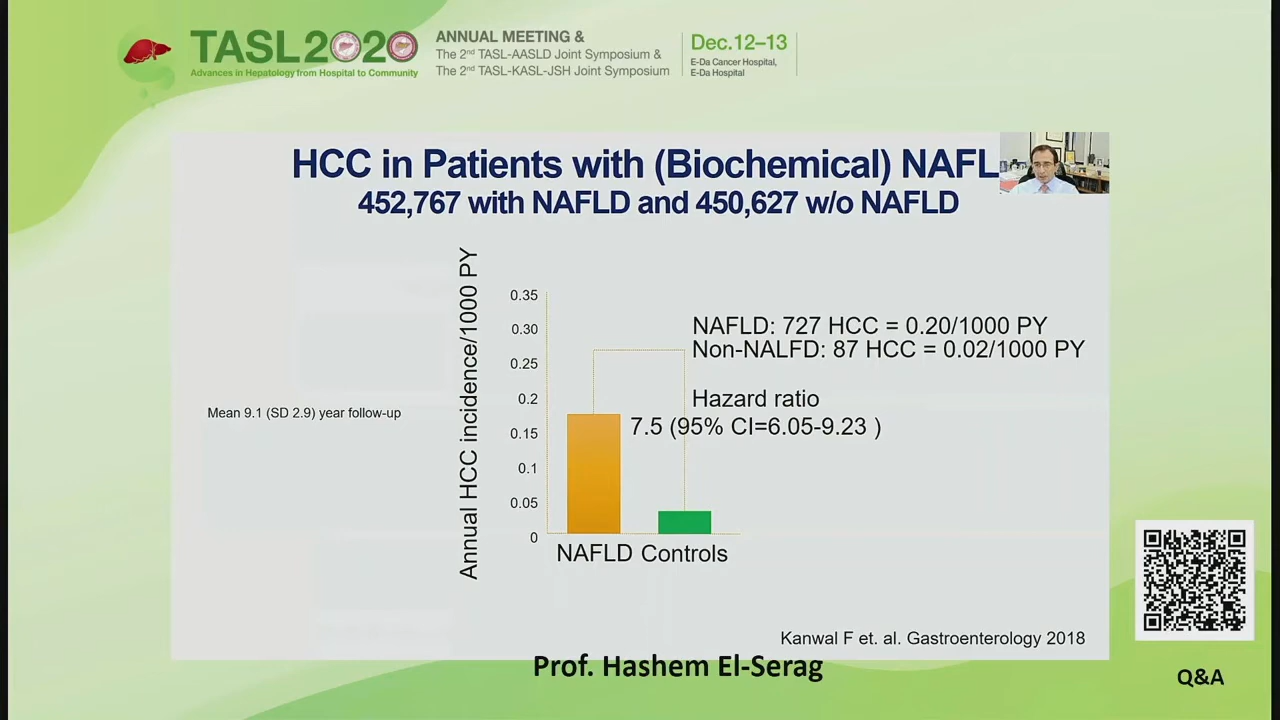 TASL2020
Advances in Hepatology from Hospital to Community
ANNUAL MEETING &
The 2nd TASL-AASLD Joint Symposium &
The 2nd TASL-KASL-JSH Joint Symposium
Dec.12–13
E-Da Cancer Hospital,
E-Da Hospital
HCC in Patients with (Biochemical) NAFL
452,767 with NAFLD and 450,627 w/o NAFLD
Mean 9.1 (SD 2.9) year follow-up
Annual HCC incidence/1000 PY
0.35
0.30
0.25
0.2
0.15
0.1
0.05
0
NAFLD: 727 HCC = 0.20/1000 PY
Non-NALFD: 87 HCC = 0.02/1000 PY
Hazard ratio
7.5 (95% CI=6.05-9.23 )
NAFLD Controls
Kanwal F et. al. Gastroenterology 2018
Prof. Hashem El-Serag
Q&A